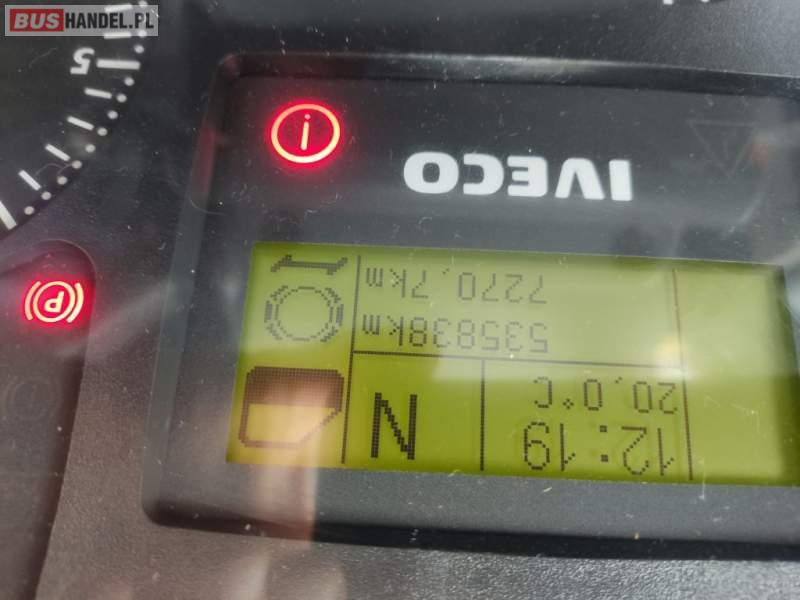 BUSHANDEL.PL
5
i
IVECO
P
12:19
20,0°C
N
535838km
7270,7km